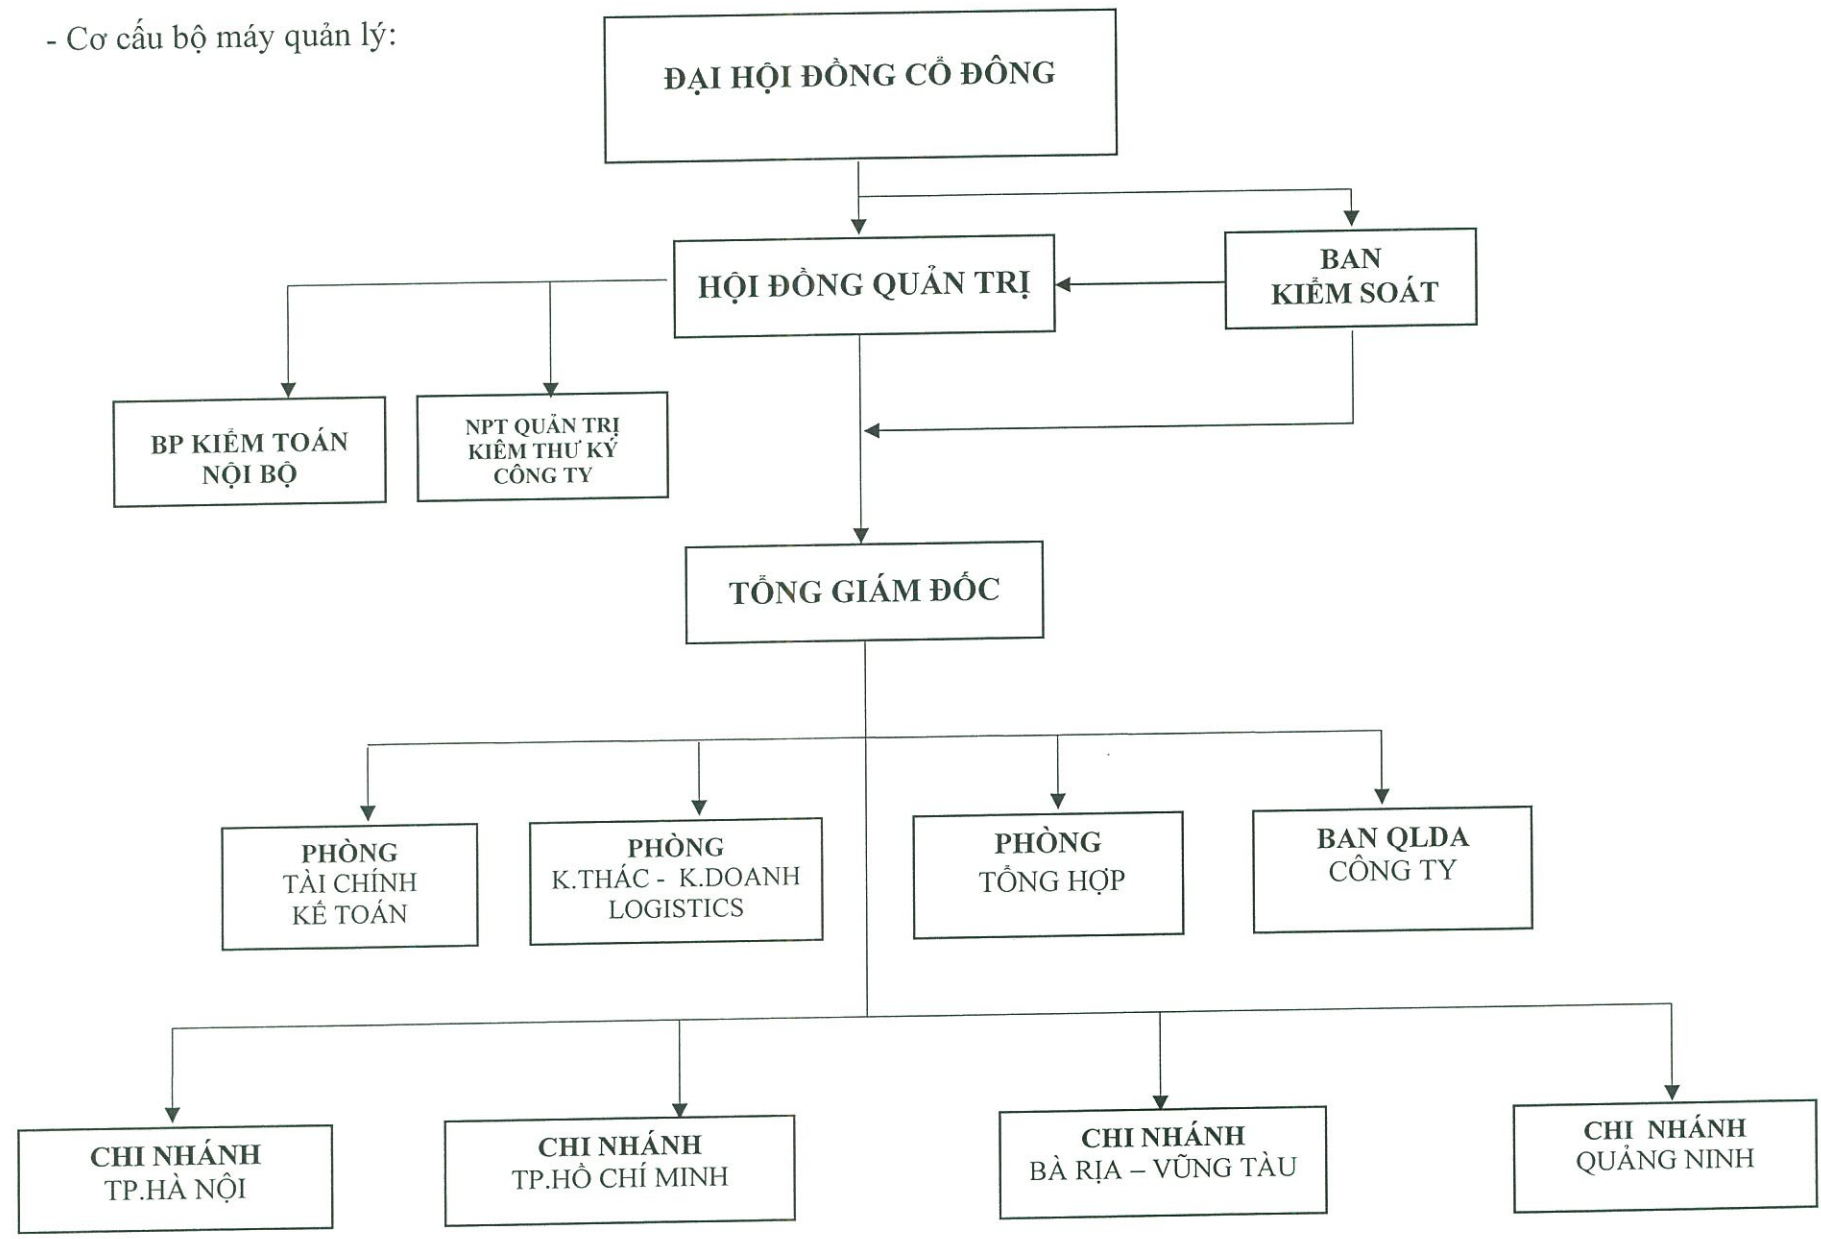 - Cơ cấu bộ máy quản lý:
ĐẠI HỘI ĐỒNG CỔ ĐÔNG
HỘI ĐỒNG QUẢN TRỊ
BAN
KIỂM SOÁT
BP KIỂM TOÁN
NỘI BỘ
NPT QUẢN TRỊ
KIÊM THƯ KÝ
CÔNG TY
TỔNG GIÁM ĐỐC
PHÒNG
TÀI CHÍNH
KẾ TOÁN
PHÒNG
K.THÁC - K.DOANH
LOGISTICS
PHÒNG
TỔNG HỢP
BAN QLDA
CÔNG TY
CHI NHÁNH
TP.HÀ NỘI
CHI NHÁNH
TP.HỒ CHÍ MINH
CHI NHÁNH
BÀ RỊA – VŨNG TÀU
CHI NHÁNH
QUẢNG NINH